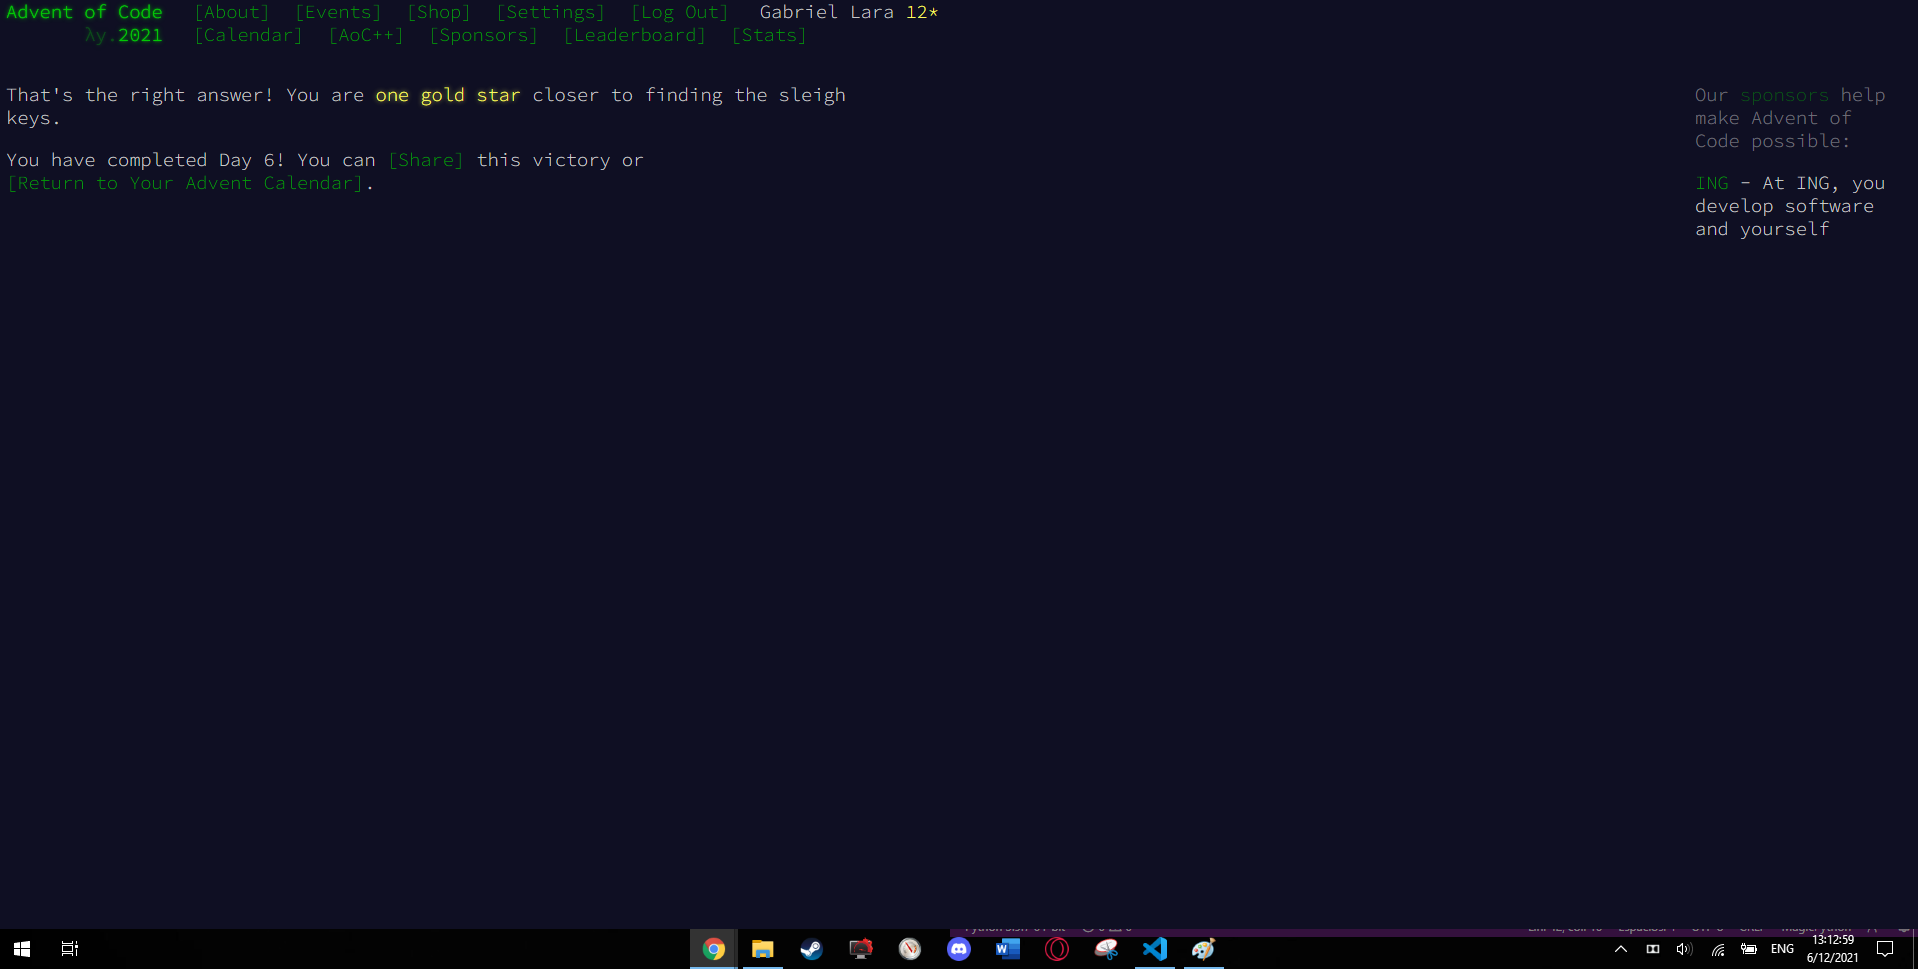 Advent of Code [About] [Events] [Shop] [Settings] [Log Out] Gabriel Lara 12*
λy.2021 [Calendar] [AoC++] [Sponsors] [Leaderboard] [Stats]
That's the right answer! You are one gold star closer to finding the sleigh
keys.
You have completed Day 6! You can [Share] this victory or
[Return to Your Advent Calendar].
Our sponsors help
make Advent of
Code possible:
ING - At ING, you
develop software
and yourself
ENG
13:12:59
6/12/2021